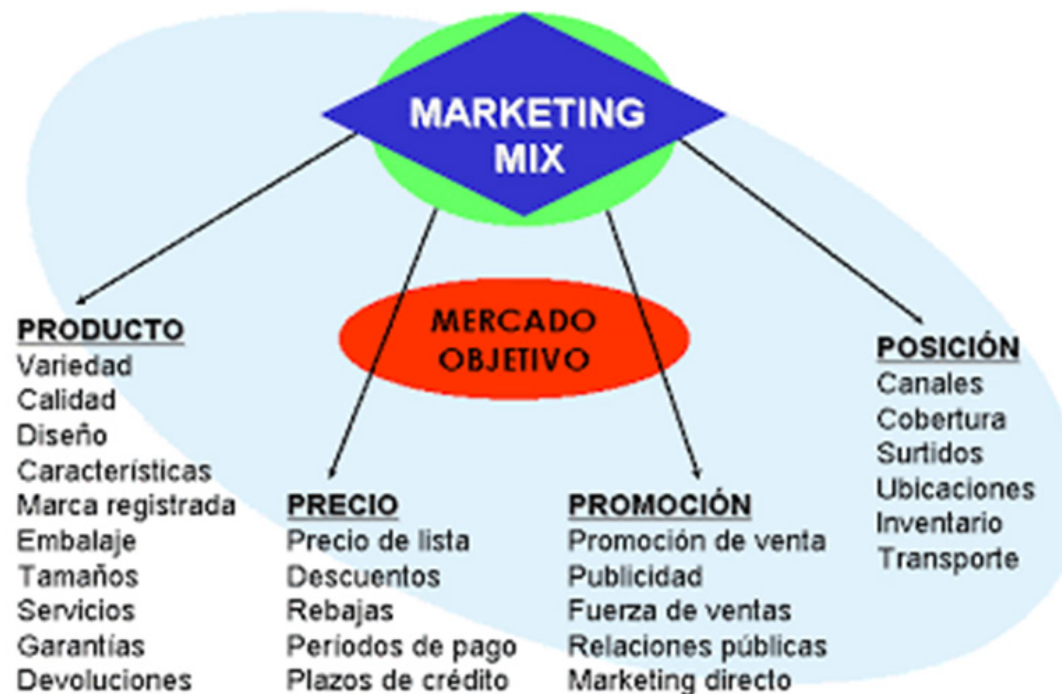 MARKETING
MIX
MERCADO
OBJETIVO
PRODUCTO
Variedad
Calidad
Diseño
Características
Marca registrada
Embalaje
Tamaños
Servicios
Garantías
Devoluciones
PRECIO
Precio de lista
Descuentos
Rebajas
Períodos de pago
Plazos de crédito
PROMOCIÓN
Promoción de venta
Publicidad
Fuerza de ventas
Relaciones públicas
Marketing directo
POSICIÓN
Canales
Cobertura
Surtidos
Ubicaciones
Inventario
Transporte